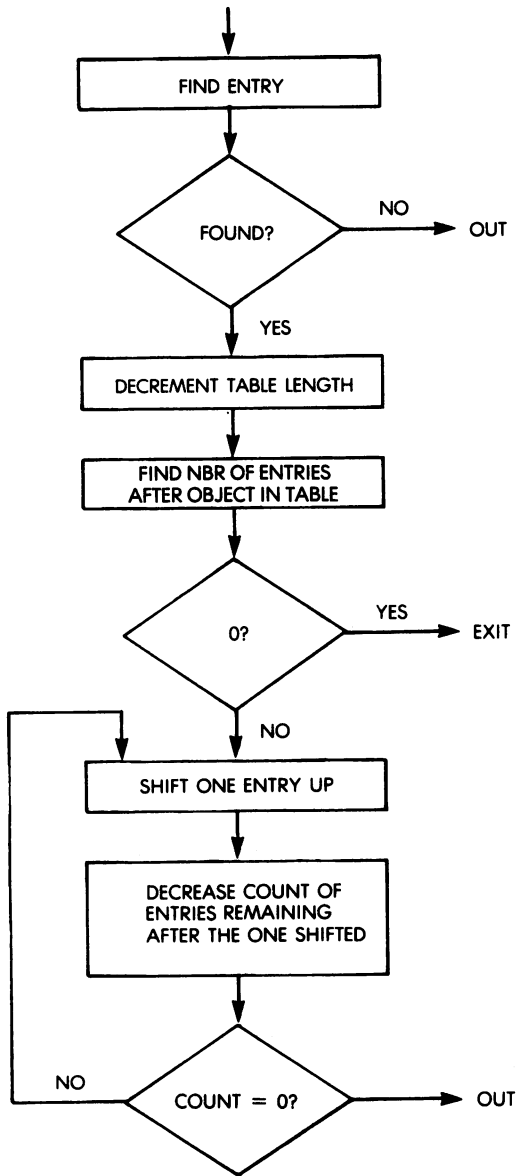 FIND ENTRY
FOUND?
NO
OUT
YES
DECREMENT TABLE LENGTH
FIND NBR OF ENTRIES
AFTER OBJECT IN TABLE
0?
YES
EXIT
NO
SHIFT ONE ENTRY UP
DECREASE COUNT OF
ENTRIES REMAINING
AFTER THE ONE SHIFTED
NO
COUNT = 0?
OUT